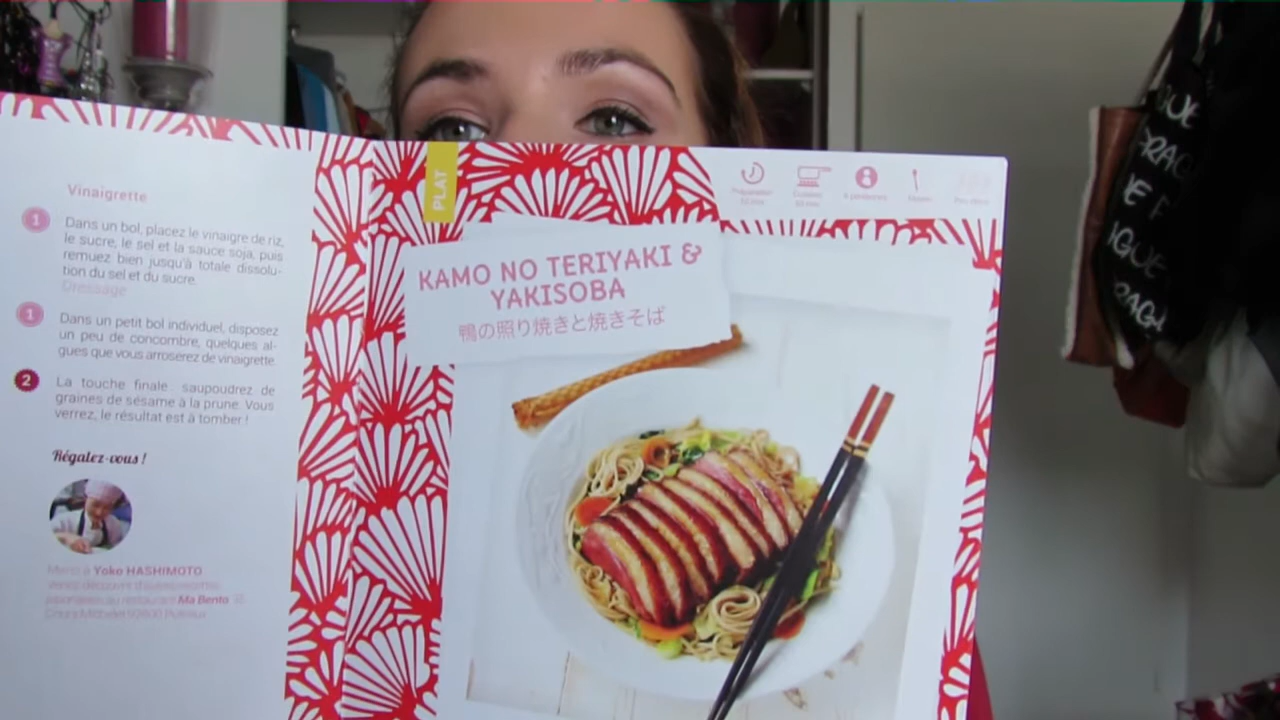 Vinaigrette
1
Dans un bol, placez le vinaigre de riz,
le sucre, le sel et la sauce soja, puis
remuez bien jusqu'à totale dissolu-
tion du sel et du sucre.
Dressage
1
Dans un petit bol individuel, disposez
un peu de concombre, quelques al-
gues que vous arroserez de vinaigrette.
2
La touche finale : saupoudrez de
graines de sésame à la prune. Vous
verrez, le résultat est à tomber !
Régalez-vous !
Merci à Yoko HASHIMOTO
restaurant Ma Bento
PLAT
Préparation
KAMO NO TERIYAKI &
YAKISOBA
鴨の照り焼きと焼きそば